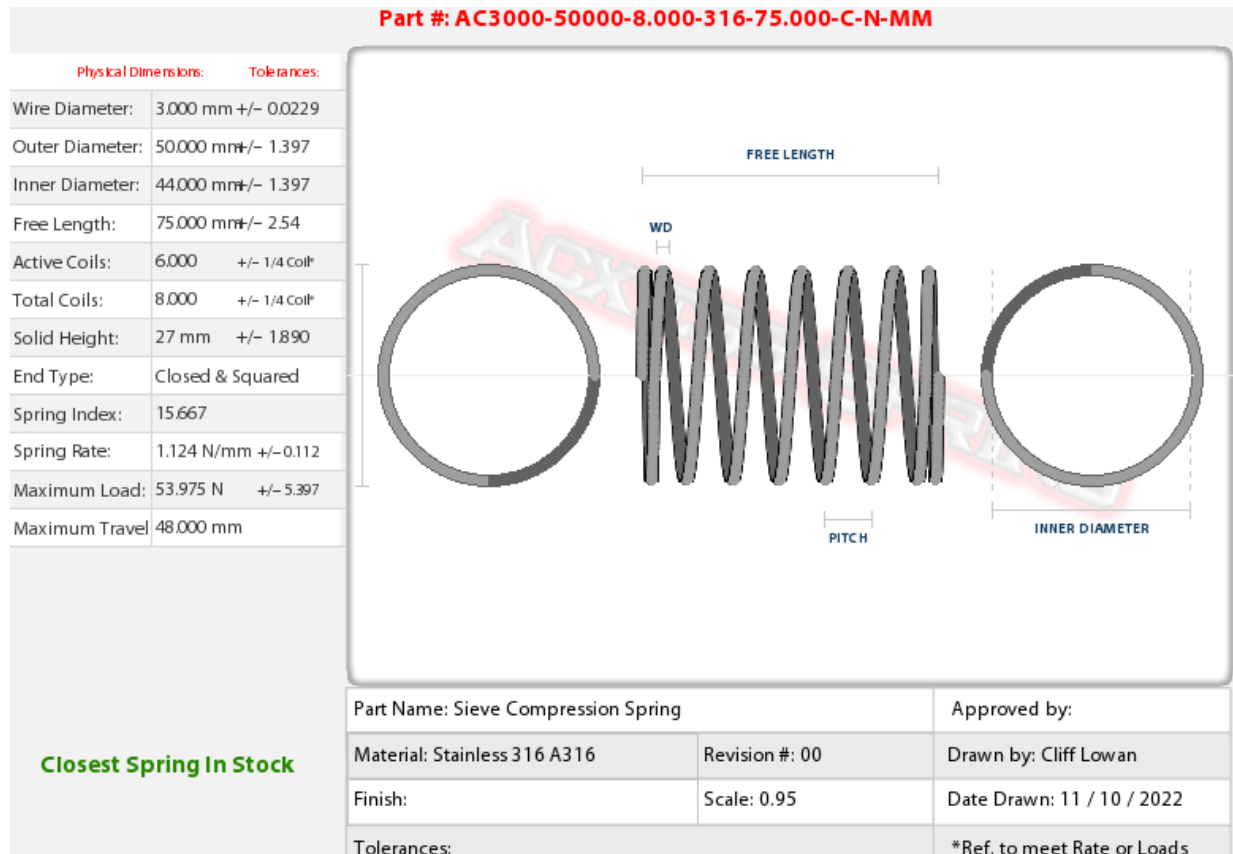 Part #: AC3000-50000-8.000-316-75.000-C-N-MM
Physical Dimensions: Tolerances:
Wire Diameter: 3.000 mm +/- 0.0229
Outer Diameter: 50.000 mm+/- 1.397
Inner Diameter: 44.000 mm+/- 1.397
Free Length: 75.000 mm+/- 2.54
Active Coils: 6.000 +/- 1/4 Coil*
Total Coils: 8.000 +/- 1/4 Coil*
Solid Height: 27 mm +/- 1.890
End Type: Closed & Squared
Spring Index: 15.667
Spring Rate: 1.124 N/mm +/- 0.112
Maximum Load: 53.975 N +/- 5.397
Maximum Travel 48.000 mm
Closest Spring In Stock
FREE LENGTH
WD
PITCH
INNER DIAMETER
Part Name: Sieve Compression Spring
Approved by:
Material: Stainless 316 A316
Revision #: 00
Drawn by: Cliff Lowan
Finish:
Scale: 0.95
Date Drawn: 11 / 10 / 2022
Tolerances:
*Ref. to meet Rate or Loads